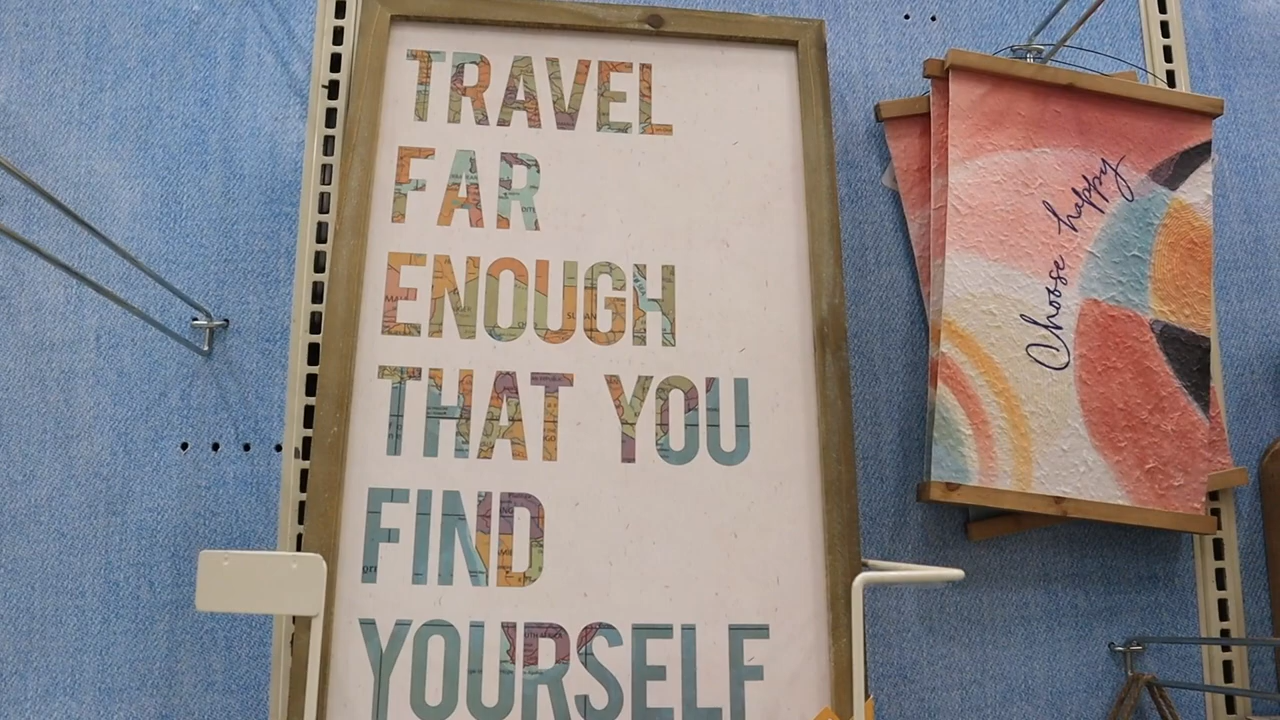 TRAVEL
FAR
ENOUGH
THAT YOU
FIND
YOURSELF
Choose happy